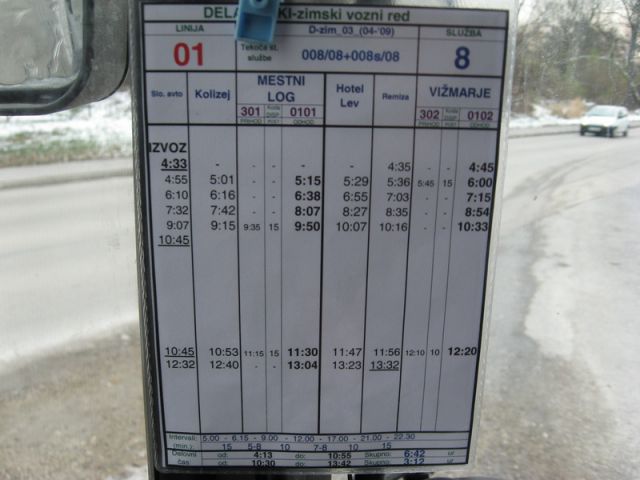 KI-zimski vozni red
LINIJA D-zim_03_(04-'09) SLUŽBA
01 Tekoča št. službe 008/08+008s/08 8
Slo. avto Kolizej MESTNI LOG Hotel Lev Remiza VIŽMARJE
301 0101 302 0102
PRIHOD ODHOD PRIHOD ODHOD
IZVOZ
4:33 - - - - - 4:35 - - 4:45
4:55 5:01 - - 5:15 5:29 5:36 5:45 15 6:00
6:10 6:16 - - 6:38 6:55 7:03 - - 7:15
7:32 7:42 - - 8:07 8:27 8:35 - - 8:54
9:07 9:15 9:35 15 9:50 10:07 10:16 - - 10:33
10:45
10:45 10:53 11:15 15 11:30 11:47 11:56 12:10 10 12:20
12:32 12:40 - - 13:04 13:23 13:32
Intervali: 5.00 - 6.15 - 9.00 - 12.00 - 17.00 - 21.00 - 22.30
(min.): 15 5-8 10 7-8 10 15
Delovni od: 4:13 do: 10:55 Skupno: 6:42 ur
čas: od: 10:30 do: 13:42 Skupno: 3:12 ur